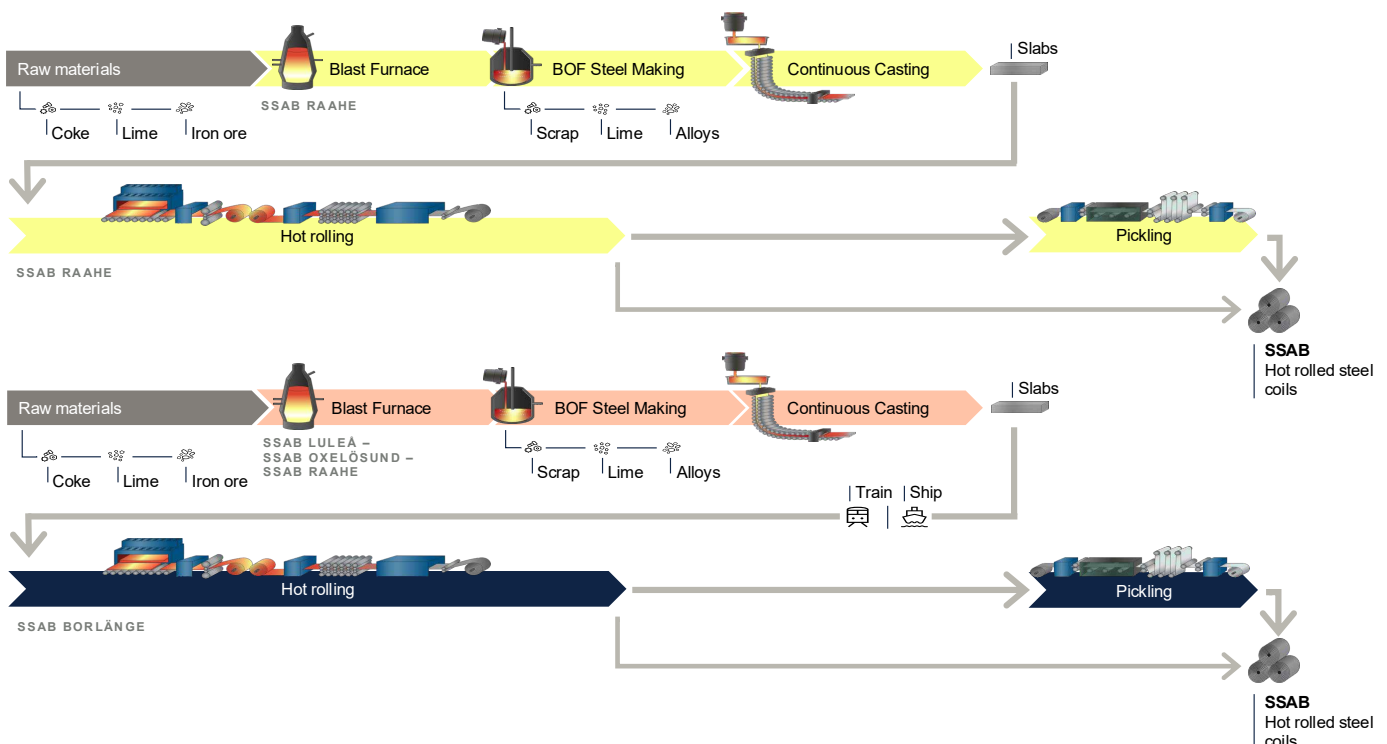 Slabs
Raw materials
Blast Furnace
BOF Steel Making
Continuous Casting
SSAB RAAHE
Coke
Lime
Iron ore
Scrap
Lime
Alloys
Hot rolling
Pickling
SSAB RAAHE
SSAB
Hot rolled steel
coils
Slabs
Raw materials
Blast Furnace
BOF Steel Making
Continuous Casting
SSAB LULEÅ –
SSAB OXELÖSUND –
SSAB RAAHE
Coke
Lime
Iron ore
Scrap
Lime
Alloys
Train
Ship
Hot rolling
Pickling
SSAB BORLÄNGE
SSAB
Hot rolled steel
coils